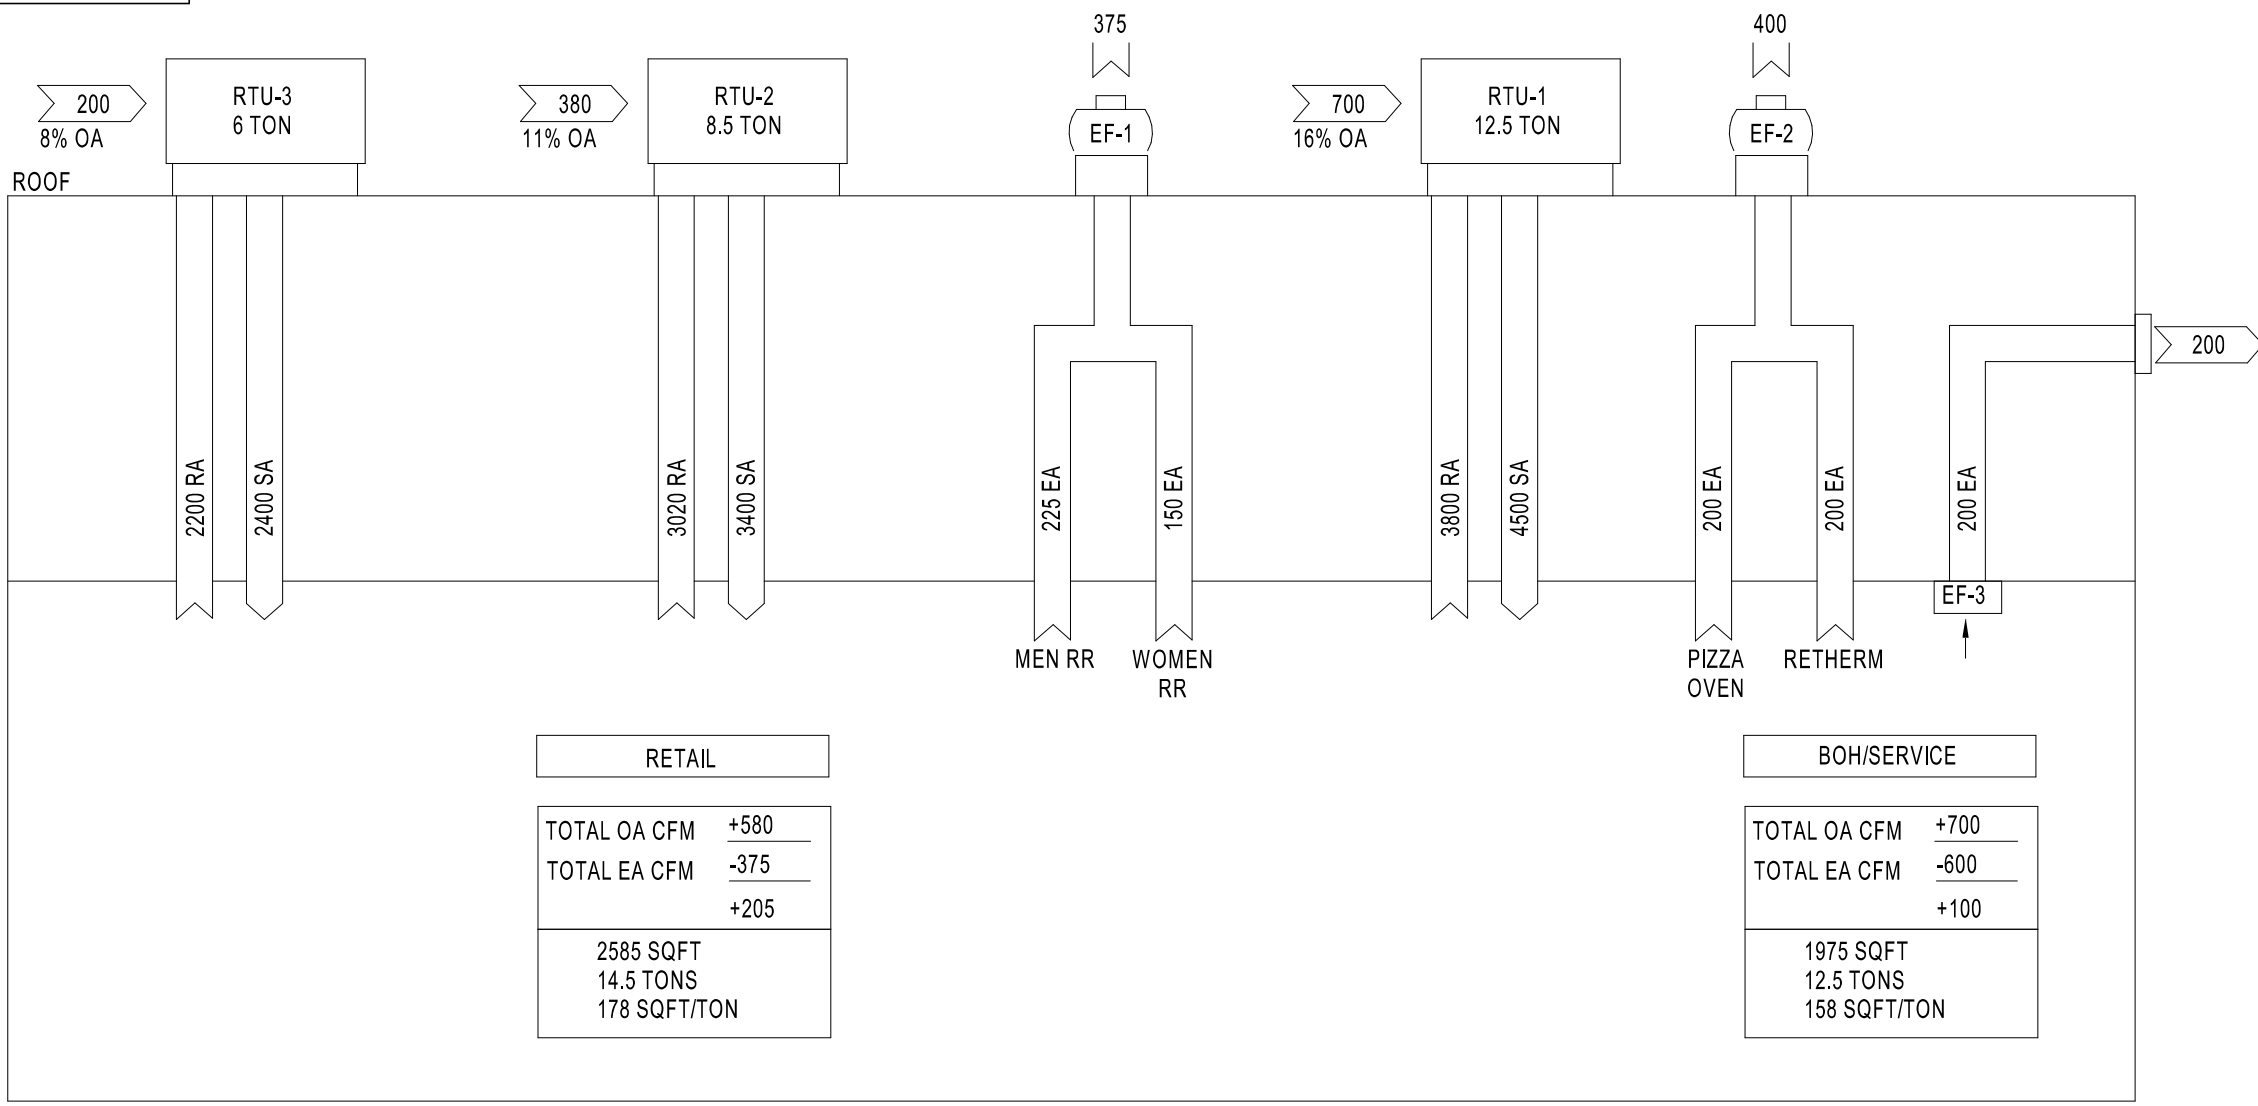 375
400
200
8% OA
RTU-3
6 TON
380
11% OA
RTU-2
8.5 TON
EF-1
700
16% OA
RTU-1
12.5 TON
EF-2
ROOF
200
2200 RA
2400 SA
3020 RA
3400 SA
225 EA
150 EA
3800 RA
4500 SA
200 EA
200 EA
200 EA
EF-3
MEN RR
WOMEN
RR
PIZZA
OVEN
RETHERM
RETAIL
TOTAL OA CFM +580
TOTAL EA CFM -375
+205
2585 SQFT
14.5 TONS
178 SQFT/TON
BOH/SERVICE
TOTAL OA CFM +700
TOTAL EA CFM -600
+100
1975 SQFT
12.5 TONS
158 SQFT/TON